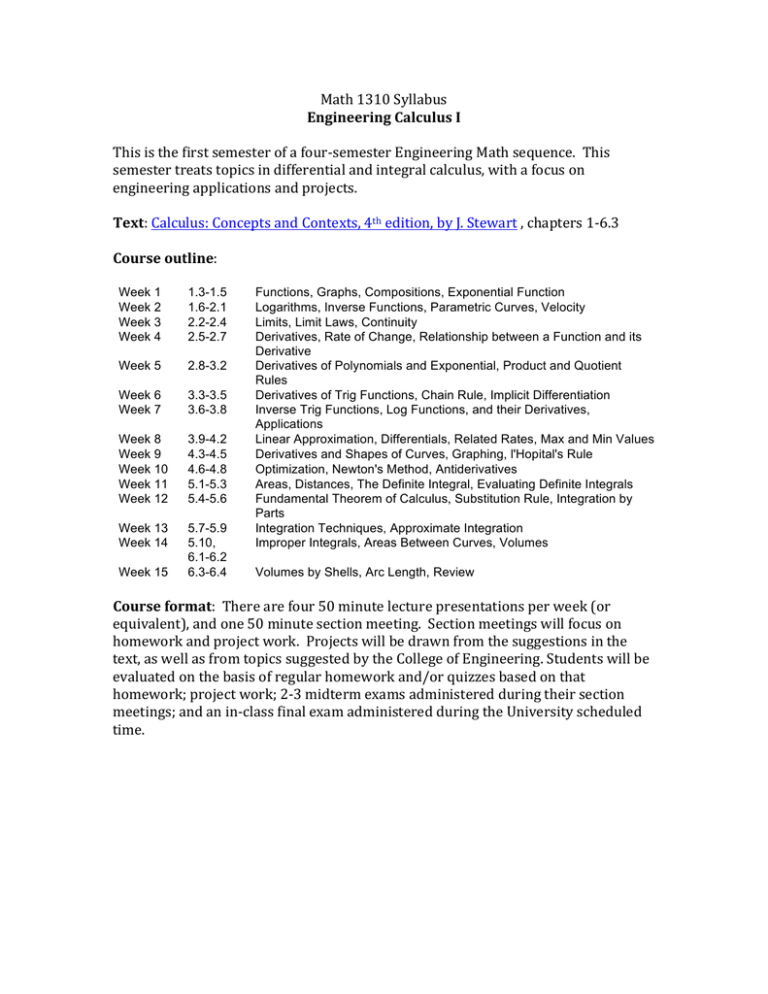 Math 1310 Syllabus
Engineering Calculus I
This is the first semester of a four-semester Engineering Math sequence. This
semester treats topics in differential and integral calculus, with a focus on
engineering applications and projects.
Text: Calculus: Concepts and Contexts, 4th edition, by J. Stewart , chapters 1-6.3
Course outline:
Week 1 1.3-1.5 Functions, Graphs, Compositions, Exponential Function
Week 2 1.6-2.1 Logarithms, Inverse Functions, Parametric Curves, Velocity
Week 3 2.2-2.4 Limits, Limit Laws, Continuity
Week 4 2.5-2.7 Derivatives, Rate of Change, Relationship between a Function and its
Derivative
Week 5 2.8-3.2 Derivatives of Polynomials and Exponential, Product and Quotient
Rules
Week 6 3.3-3.5 Derivatives of Trig Functions, Chain Rule, Implicit Differentiation
Week 7 3.6-3.8 Inverse Trig Functions, Log Functions, and their Derivatives,
Applications
Week 8 3.9-4.2 Linear Approximation, Differentials, Related Rates, Max and Min Values
Week 9 4.3-4.5 Derivatives and Shapes of Curves, Graphing, l'Hopital's Rule
Week 10 4.6-4.8 Optimization, Newton's Method, Antiderivatives
Week 11 5.1-5.3 Areas, Distances, The Definite Integral, Evaluating Definite Integrals
Week 12 5.4-5.6 Fundamental Theorem of Calculus, Substitution Rule, Integration by
Parts
Week 13 5.7-5.9 Integration Techniques, Approximate Integration
Week 14 5.10, Improper Integrals, Areas Between Curves, Volumes
6.1-6.2
Week 15 6.3-6.4 Volumes by Shells, Arc Length, Review
Course format: There are four 50 minute lecture presentations per week (or
equivalent), and one 50 minute section meeting. Section meetings will focus on
homework and project work. Projects will be drawn from the suggestions in the
text, as well as from topics suggested by the College of Engineering. Students will be
evaluated on the basis of regular homework and/or quizzes based on that
homework; project work; 2-3 midterm exams administered during their section
meetings; and an in-class final exam administered during the University scheduled
time.